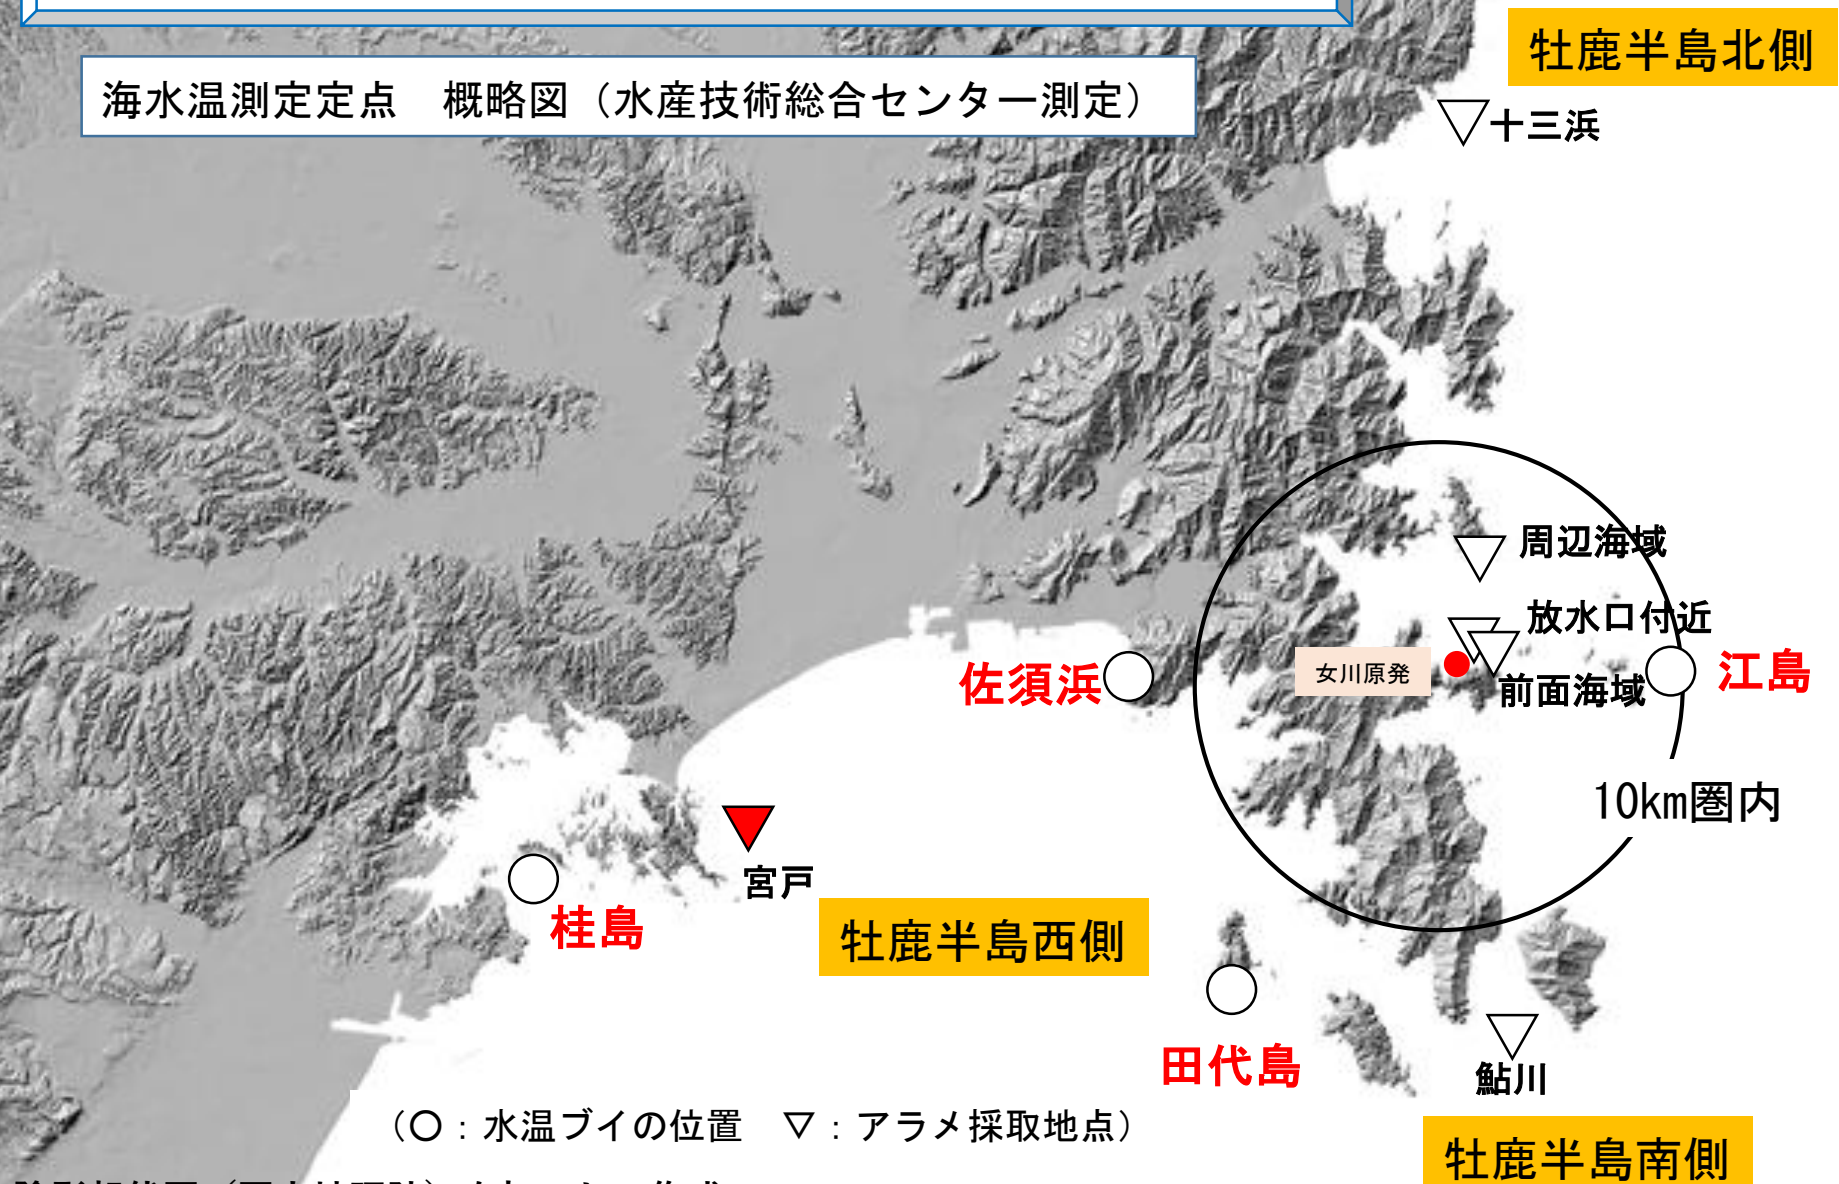 牡鹿半島北側
海水温測定定点　概略図（水産技術総合センター測定）
十三浜
周辺海域
放水口付近
女川原発
前面海域
江島
佐須浜
10km圏内
宮戸
桂島
牡鹿半島西側
田代島
鮎川
（○：水温ブイの位置　▽：アラメ採取地点）
牡鹿半島南側